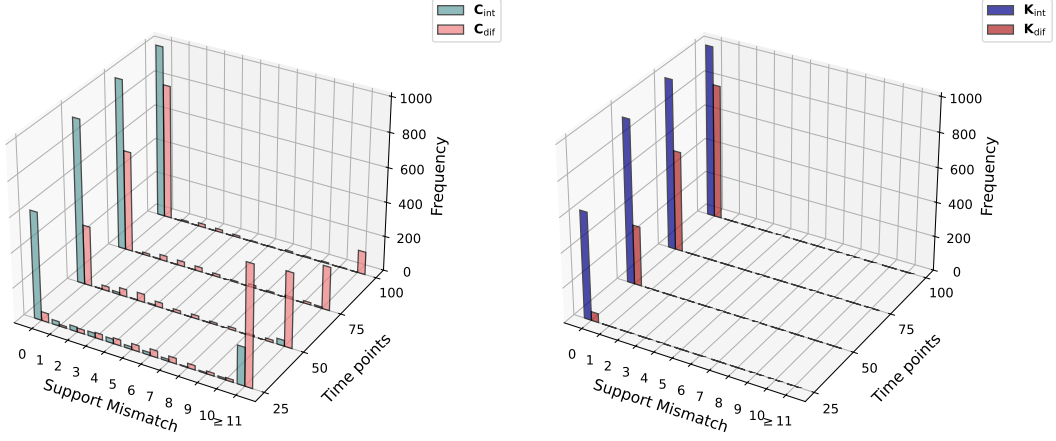 C_int
C_dif
1000
800
600
400
200
0
Frequency
100
75
50
25
Time points
0 1 2 3 4 5 6 7 8 9 10 ≥ 11
Support Mismatch
K_int
K_dif
1000
800
600
400
200
0
Frequency
100
75
50
25
Time points
0 1 2 3 4 5 6 7 8 9 10 ≥ 11
Support Mismatch